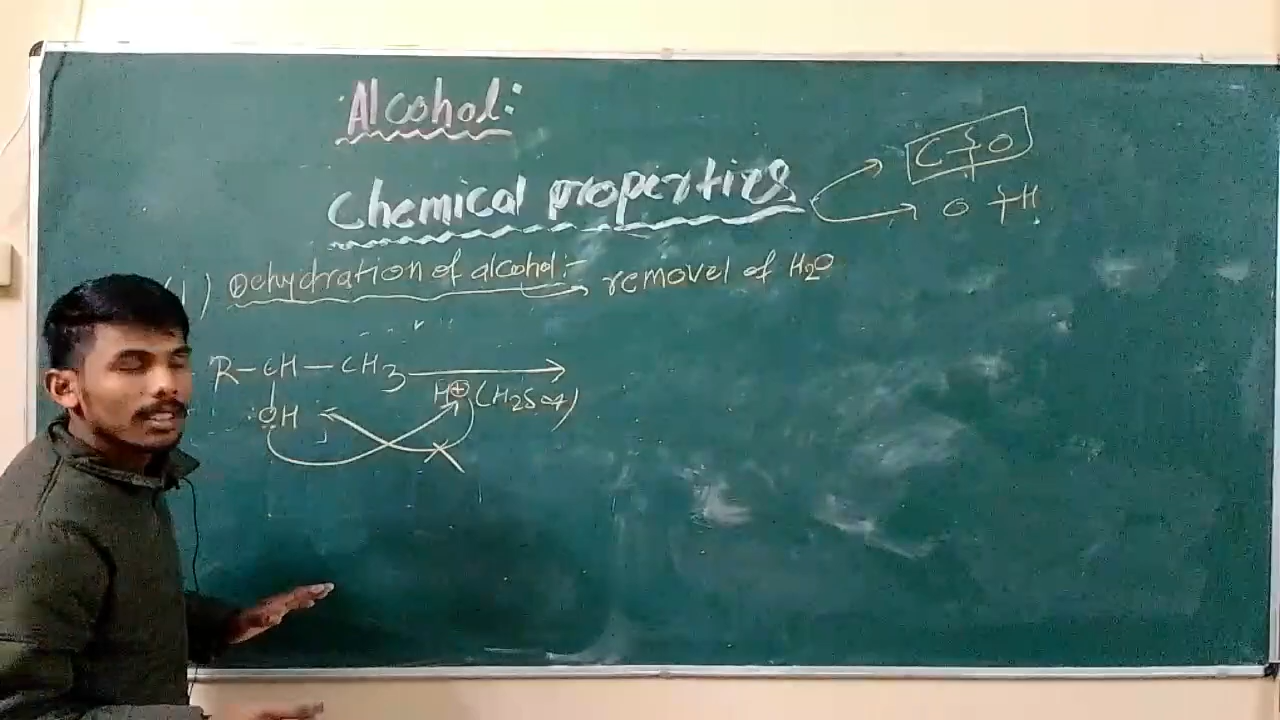 Alcohol:
Chemical properties
C O
O H
(1) Dehydration of alcohol:- removel of H2O
R-CH-CH3
H⊕ (H2SO4)
OH